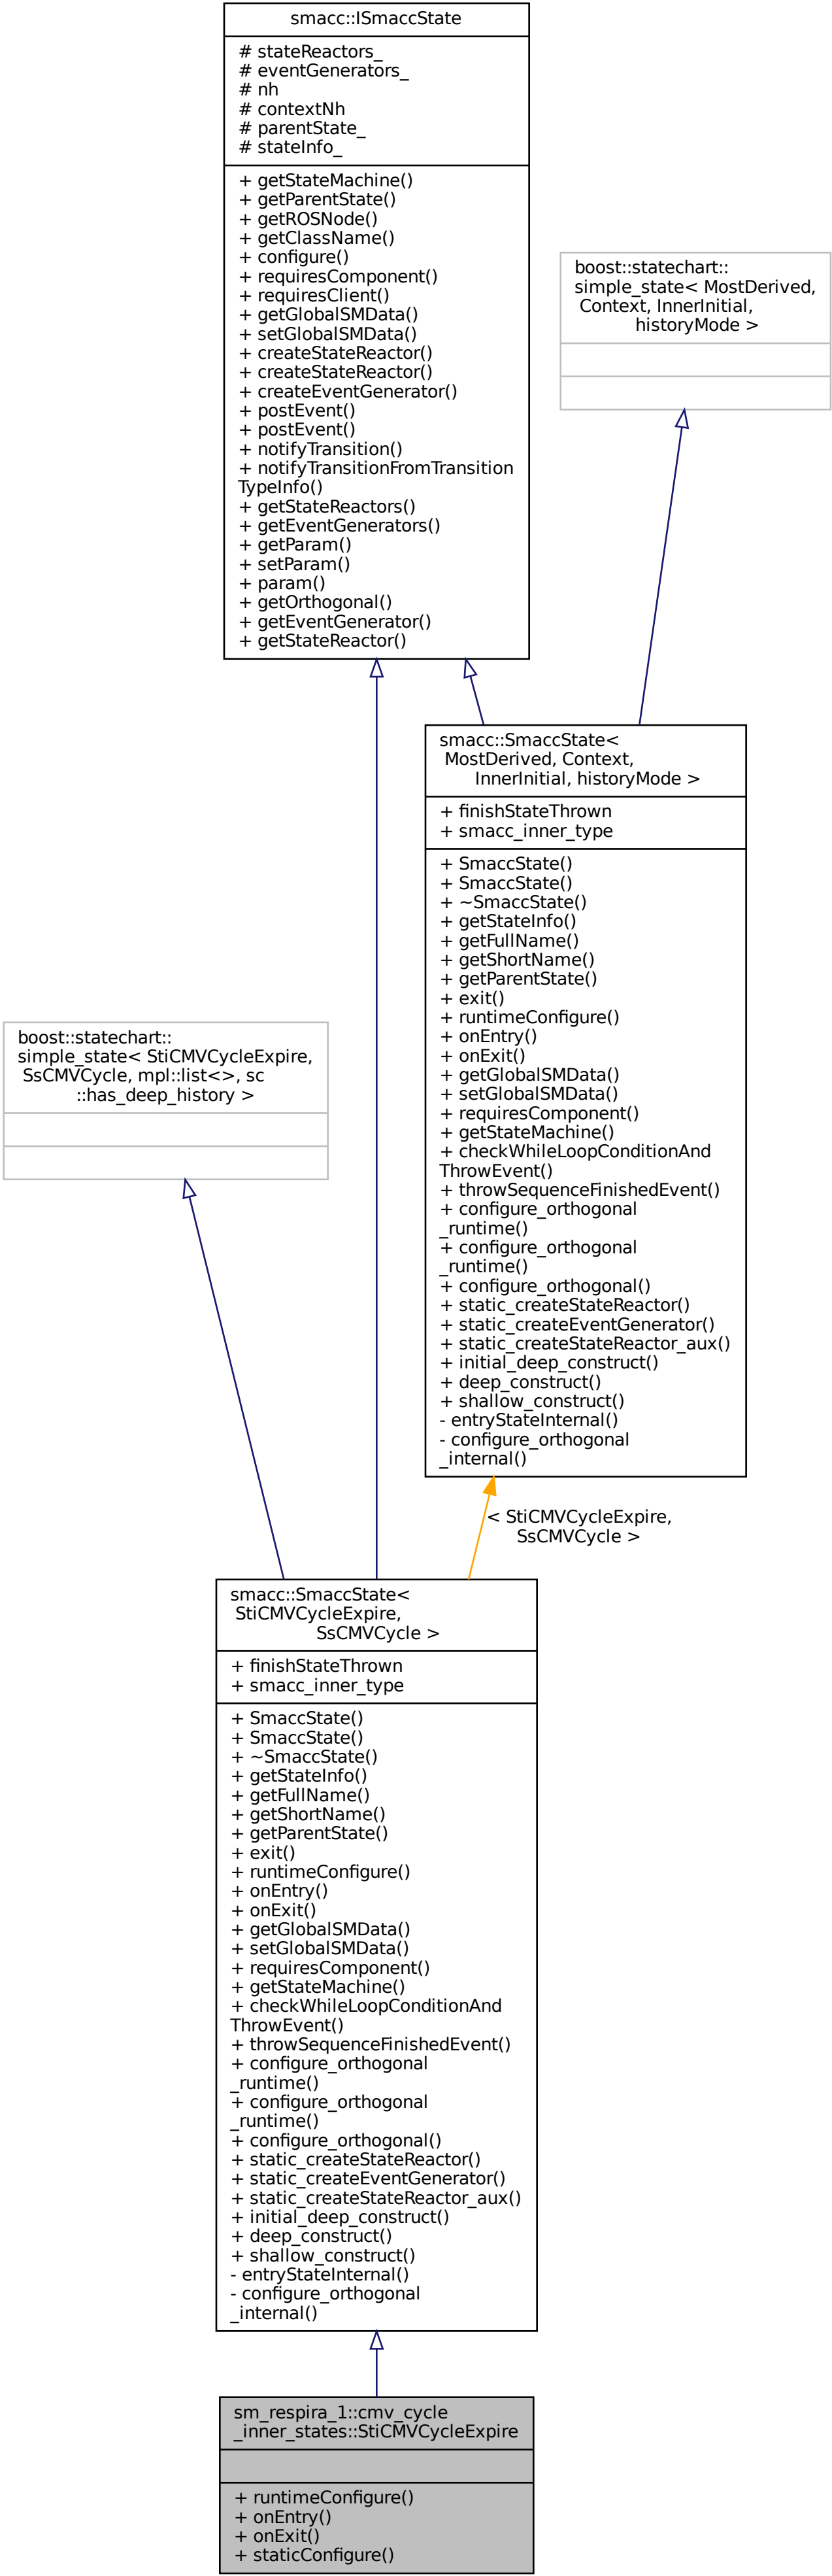 smacc::ISmaccState
# stateReactors_
# eventGenerators_
# nh
# contextNh
# parentState_
# stateInfo_
+ getStateMachine()
+ getParentState()
+ getROSNode()
+ getClassName()
+ configure()
+ requiresComponent()
+ requiresClient()
+ getGlobalSMData()
+ setGlobalSMData()
+ createStateReactor()
+ createStateReactor()
+ createEventGenerator()
+ postEvent()
+ postEvent()
+ notifyTransition()
+ notifyTransitionFromTransition
TypeInfo()
+ getStateReactors()
+ getEventGenerators()
+ getParam()
+ setParam()
+ param()
+ getOrthogonal()
+ getEventGenerator()
+ getStateReactor()
boost::statechart::
simple_state< MostDerived,
Context, InnerInitial,
historyMode >
smacc::SmaccState<
MostDerived, Context,
InnerInitial, historyMode >
+ finishStateThrown
+ smacc_inner_type
+ SmaccState()
+ SmaccState()
+ ~SmaccState()
+ getStateInfo()
+ getFullName()
+ getShortName()
+ getParentState()
+ exit()
+ runtimeConfigure()
+ onEntry()
+ onExit()
+ getGlobalSMData()
+ setGlobalSMData()
+ requiresComponent()
+ getStateMachine()
+ checkWhileLoopConditionAnd
ThrowEvent()
+ throwSequenceFinishedEvent()
+ configure_orthogonal
_runtime()
+ configure_orthogonal
_runtime()
+ configure_orthogonal()
+ static_createStateReactor()
+ static_createEventGenerator()
+ static_createStateReactor_aux()
+ initial_deep_construct()
+ deep_construct()
+ shallow_construct()
- entryStateInternal()
- configure_orthogonal
_internal()
boost::statechart::
simple_state< StiCMVCycleExpire,
SsCMVCycle, mpl::list<>, sc
::has_deep_history >
< StiCMVCycleExpire,
SsCMVCycle >
smacc::SmaccState<
StiCMVCycleExpire,
SsCMVCycle >
+ finishStateThrown
+ smacc_inner_type
+ SmaccState()
+ SmaccState()
+ ~SmaccState()
+ getStateInfo()
+ getFullName()
+ getShortName()
+ getParentState()
+ exit()
+ runtimeConfigure()
+ onEntry()
+ onExit()
+ getGlobalSMData()
+ setGlobalSMData()
+ requiresComponent()
+ getStateMachine()
+ checkWhileLoopConditionAnd
ThrowEvent()
+ throwSequenceFinishedEvent()
+ configure_orthogonal
_runtime()
+ configure_orthogonal
_runtime()
+ configure_orthogonal()
+ static_createStateReactor()
+ static_createEventGenerator()
+ static_createStateReactor_aux()
+ initial_deep_construct()
+ deep_construct()
+ shallow_construct()
- entryStateInternal()
- configure_orthogonal
_internal()
sm_respira_1::cmv_cycle
_inner_states::StiCMVCycleExpire
+ runtimeConfigure()
+ onEntry()
+ onExit()
+ staticConfigure()